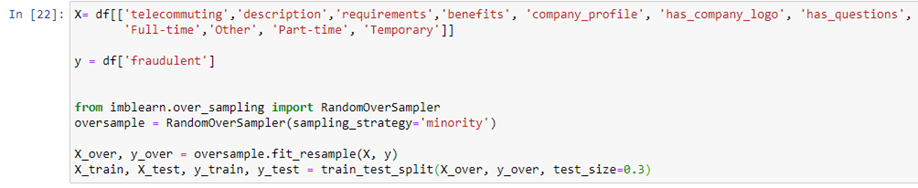 In [22]: X= df[['telecommuting','description','requirements','benefits', 'company_profile', 'has_company_logo', 'has_questions',
'Full-time','Other', 'Part-time', 'Temporary']]
y = df['fraudulent']
from imblearn.over_sampling import RandomOverSampler
oversample = RandomOverSampler(sampling_strategy='minority')
X_over, y_over = oversample.fit_resample(X, y)
X_train, X_test, y_train, y_test = train_test_split(X_over, y_over, test_size=0.3)